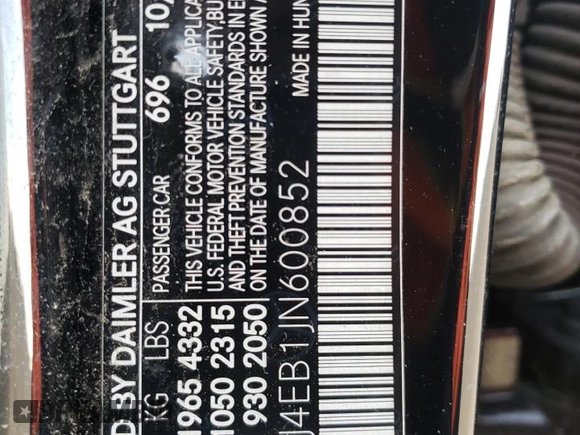 D BY DAIMLER AG STUTTGART
KG LBS PASSENGER CAR 696 10
1965 4332 THIS VEHICLE CONFORMS TO ALL APPLICA
1050 2315 U.S. FEDERAL MOTOR VEHICLE SAFETY, BU
930 2050 AND THEFT PREVENTION STANDARDS IN E
ON THE DATE OF MANUFACTURE SHOWN A
MADE IN HUN
J4EB1JN600852